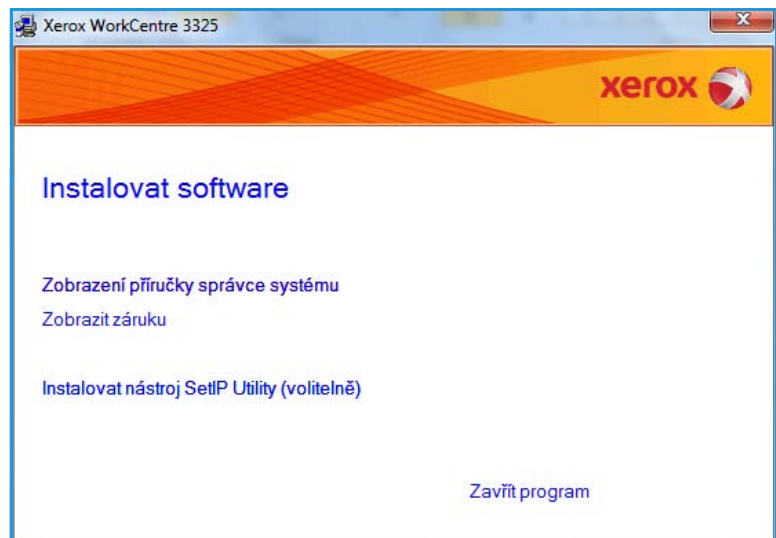 Xerox WorkCentre 3325
xerox
Instalovat software
Zobrazení příručky správce systému
Zobrazit záruku
Instalovat nástroj SetIP Utility (volitelně)
Zavřít program